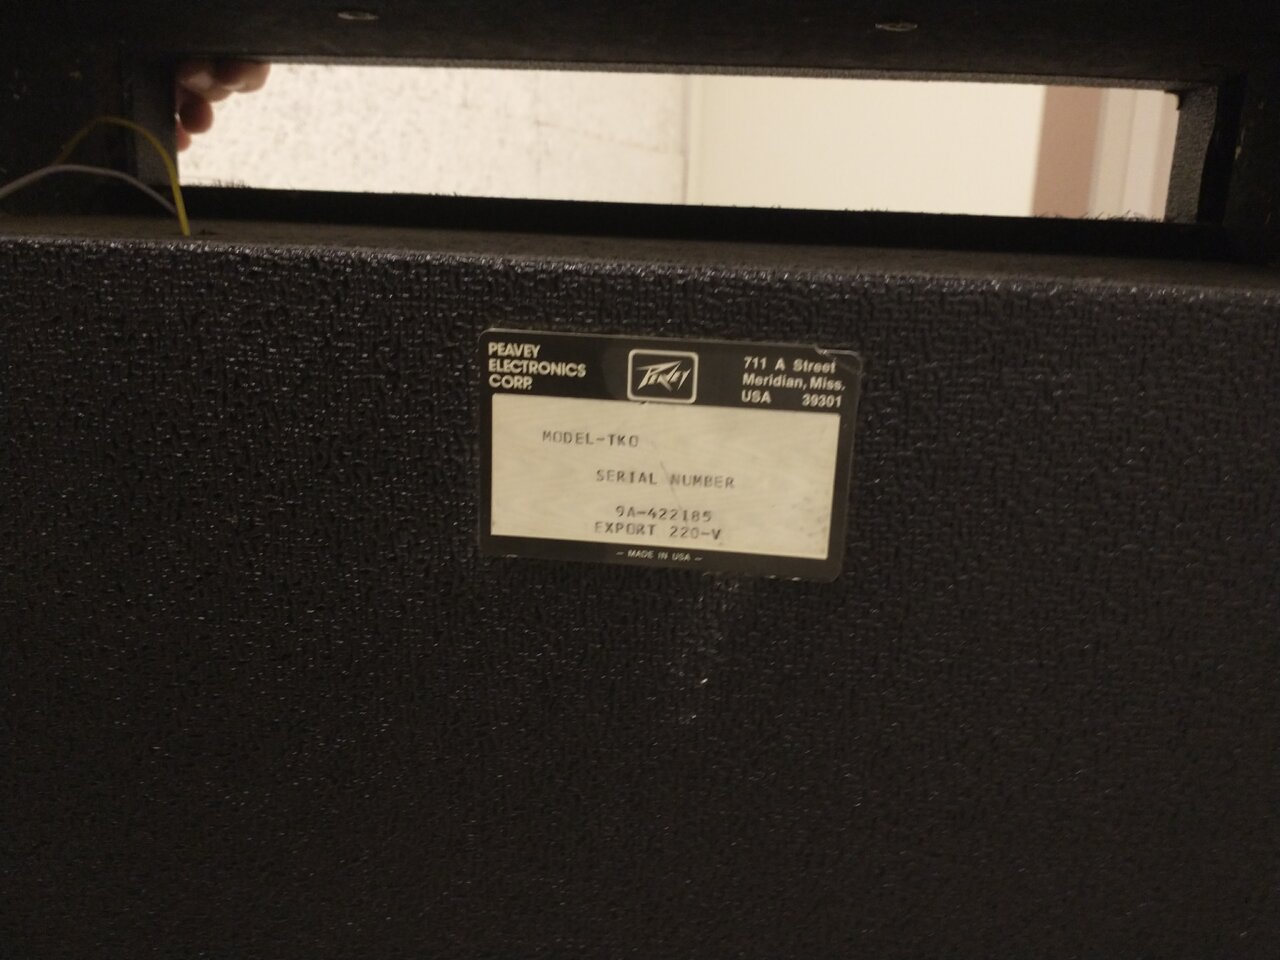 PEAVEY
ELECTRONICS
CORP.
PEAVEY
711 A Street
Meridian, Miss.
USA 39301
MODEL-TKO
SERIAL NUMBER
9A-422185
EXPORT 220-V
– MADE IN USA –